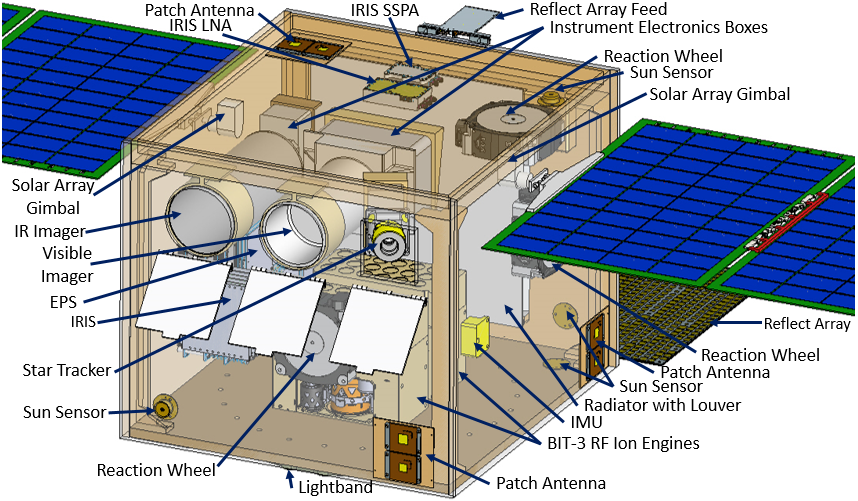 Patch Antenna
IRIS LNA
IRIS SSPA
Reflect Array Feed
Instrument Electronics Boxes
Reaction Wheel
Sun Sensor
Solar Array Gimbal
Solar Array
Gimbal
IR Imager
Visible
Imager
EPS
IRIS
Star Tracker
Sun Sensor
Reaction Wheel
Lightband
Reflect Array
Reaction Wheel
Patch Antenna
Sun Sensor
Radiator with Louver
IMU
BIT-3 RF Ion Engines
Patch Antenna